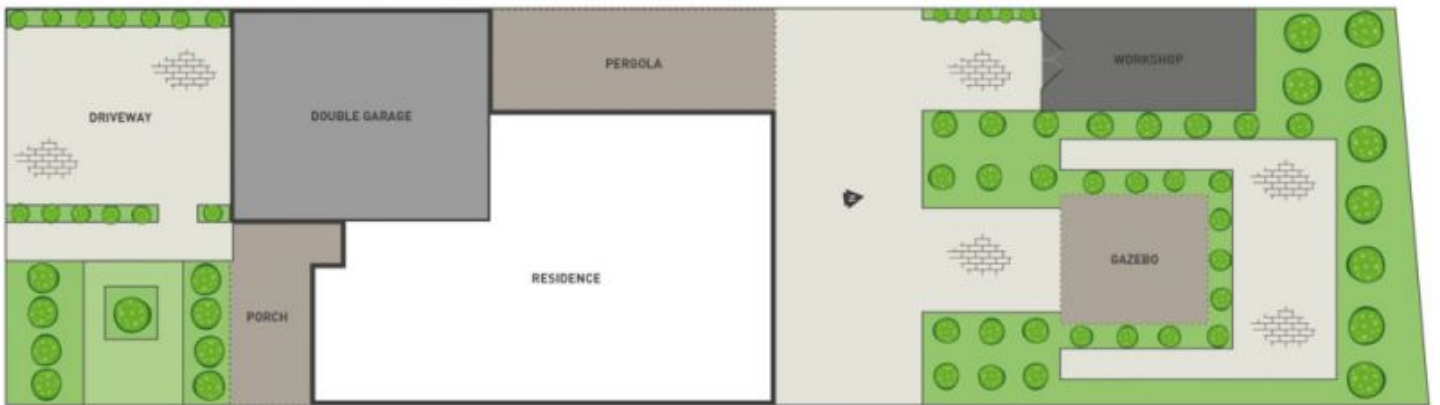 PERGOLA
WORKSHOP
DRIVEWAY
DOUBLE GARAGE
GAZEBO
RESIDENCE
PORCH